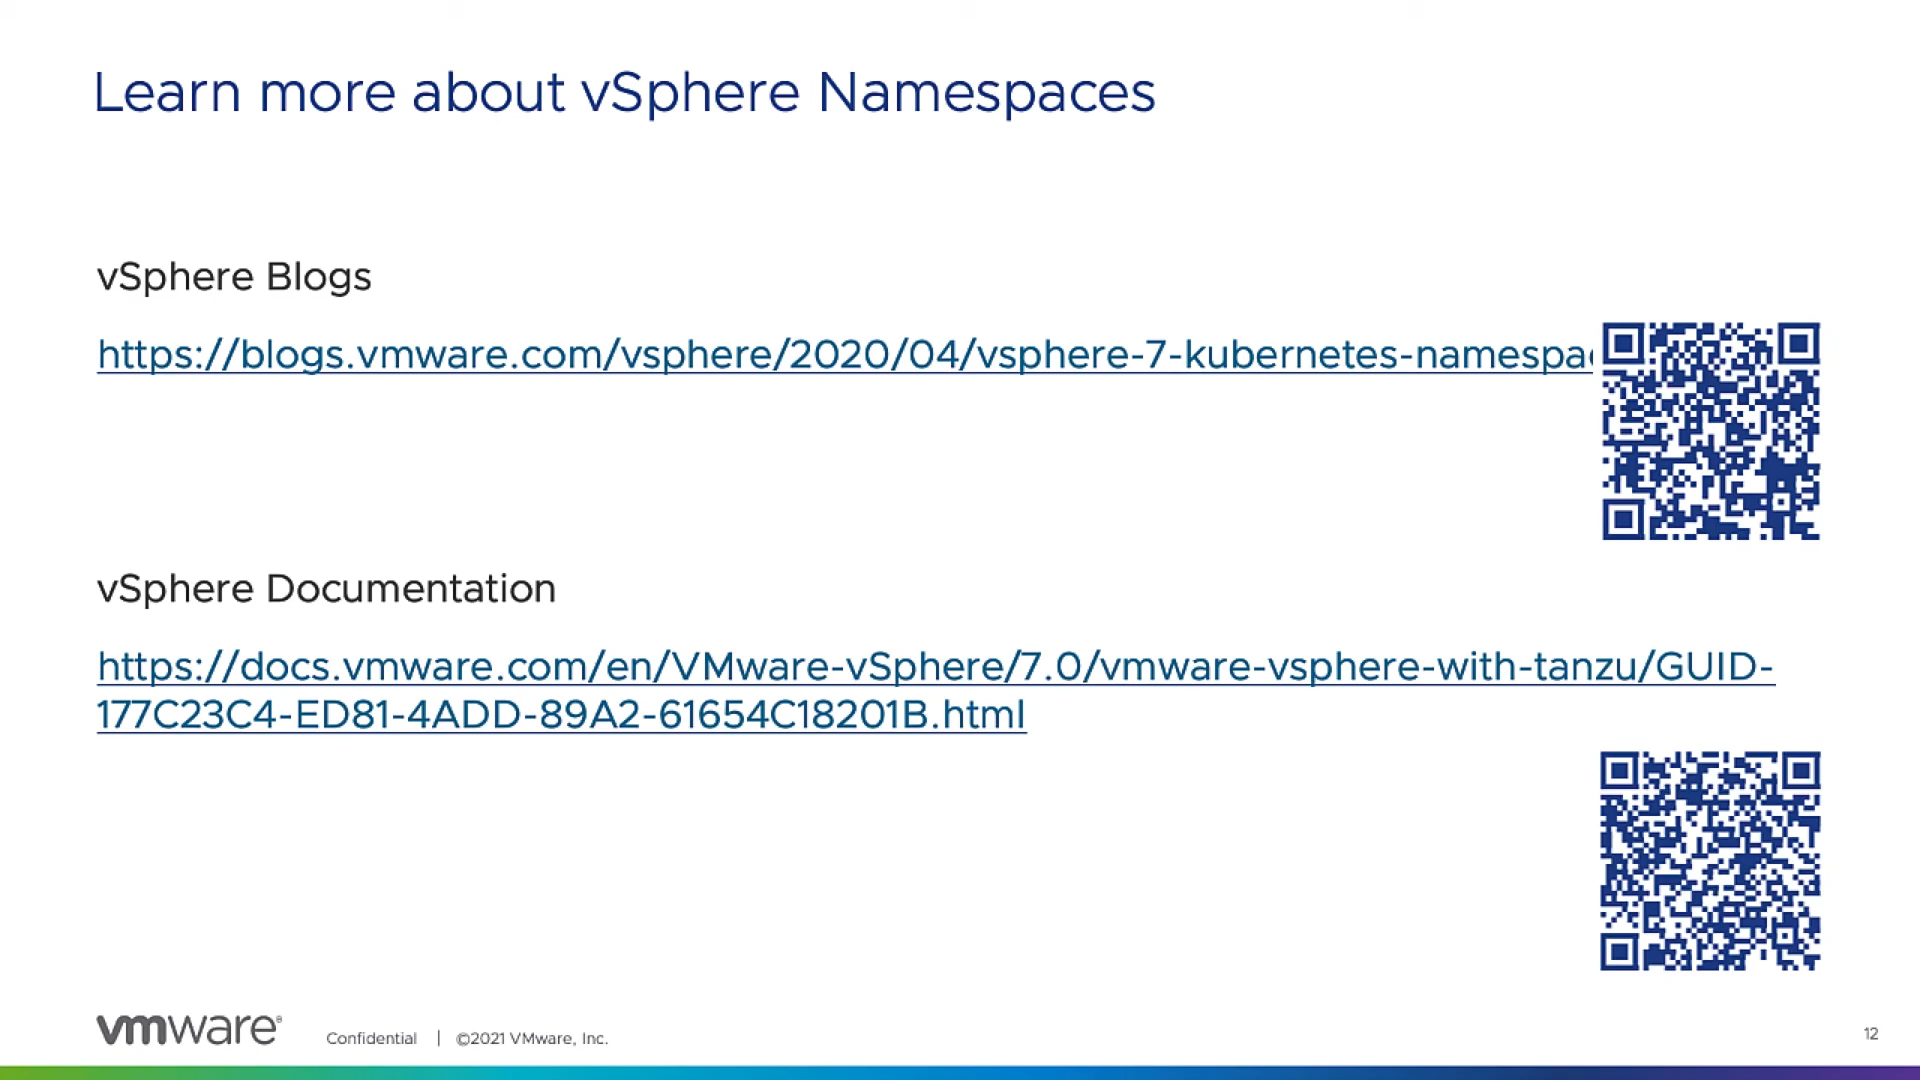 Learn more about vSphere Namespaces
vSphere Blogs
https://blogs.vmware.com/vsphere/2020/04/vsphere-7-kubernetes-namespac
vSphere Documentation
https://docs.vmware.com/en/VMware-vSphere/7.0/vmware-vsphere-with-tanzu/GUID-
177C23C4-ED81-4ADD-89A2-61654C18201B.html
vmware® Confidential | ©2021 VMware, Inc. 12